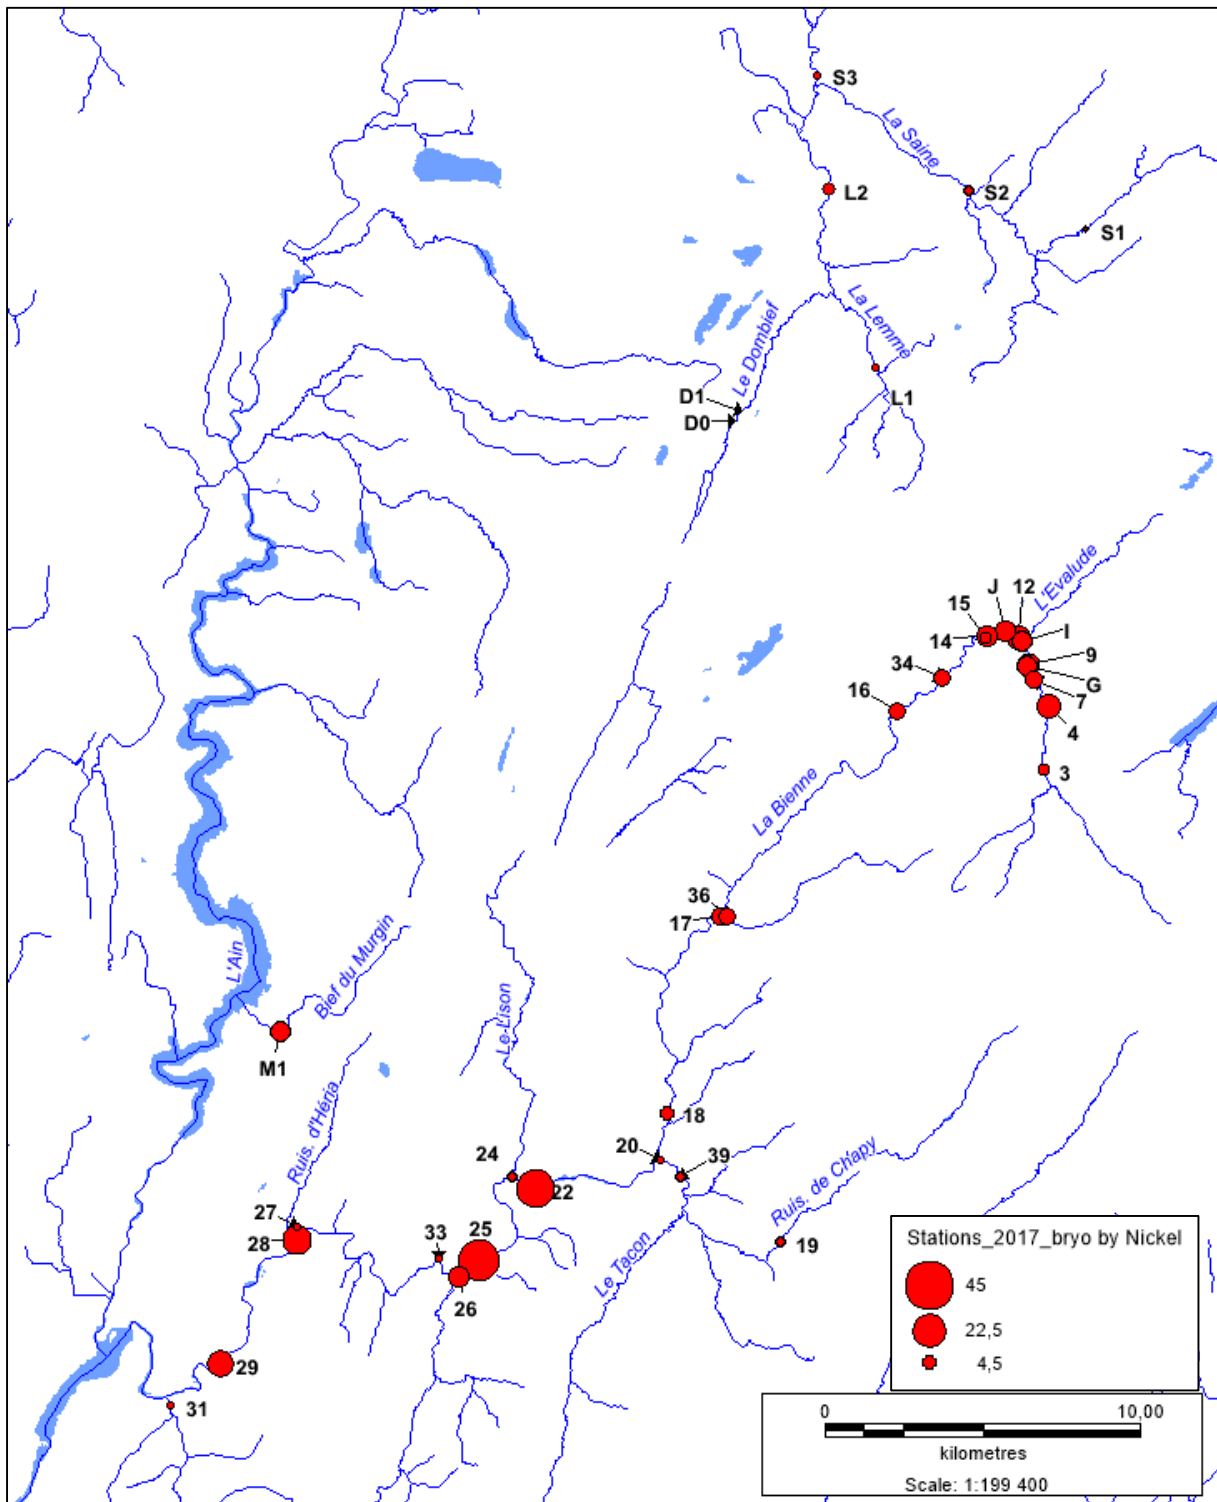 S3
La Saine
L2
S2
S1
La Lemme
Le Dombief
D1
D0
L1
L'Evalude
J
12
15
14
I
9
34
G
7
16
4
3
La Bienne
36
17
L'Ain
Bief du Murgin
M1
Le Lison
Ruis. d'Héria
18
20
39
24
22
Ruis. de Chapy
27
28
33
25
19
Le Tacon
26
29
31
Stations_2017_bryo by Nickel
45
22,5
4,5
0 10,00
kilometres
Scale: 1:199 400